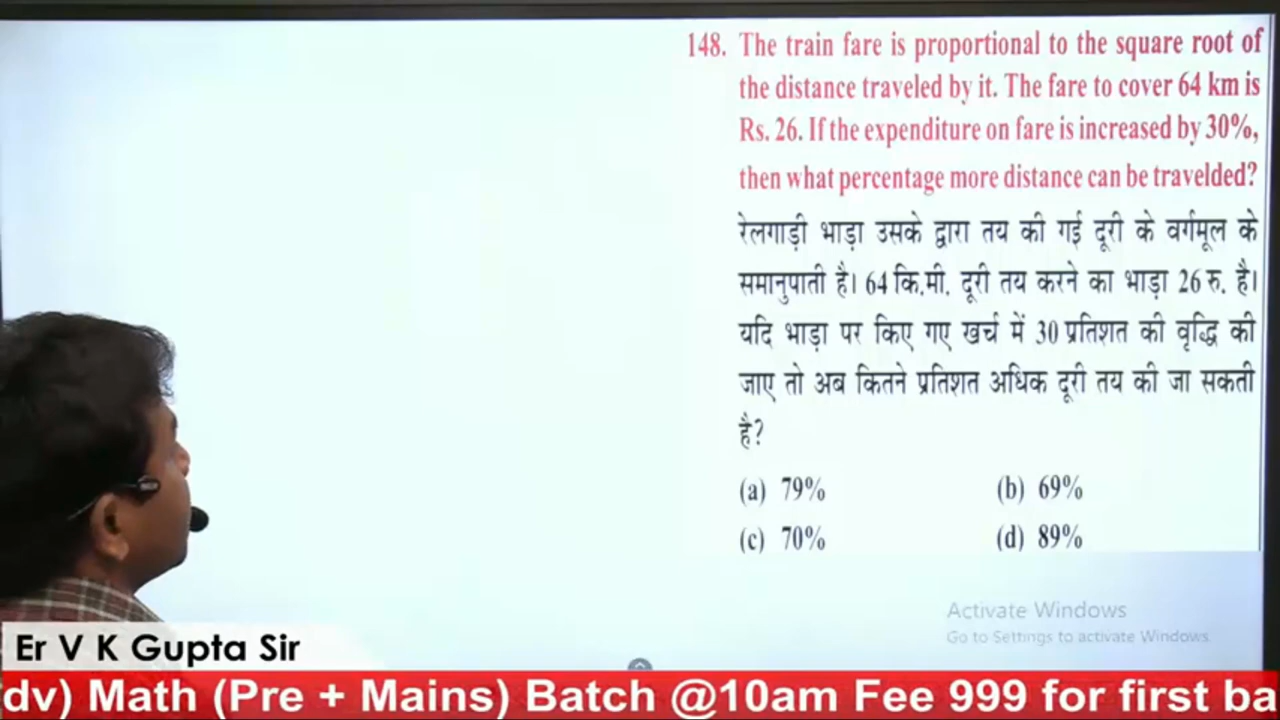 148. The train fare is proportional to the square root of
the distance traveled by it. The fare to cover 64 km is
Rs. 26. If the expenditure on fare is increased by 30%,
then what percentage more distance can be travelded?
रेलगाड़ी भाड़ा उसके द्वारा तय की गई दूरी के वर्गमूल के
समानुपाती है। 64 कि.मी. दूरी तय करने का भाड़ा 26 रु. है।
यदि भाड़ा पर किए गए खर्च में 30 प्रतिशत की वृद्धि की
जाए तो अब कितने प्रतिशत अधिक दूरी तय की जा सकती
है?
(a) 79% (b) 69%
(c) 70% (d) 89%
Activate Windows
Go to Settings to activate Windows.
Er V K Gupta Sir
dv) Math (Pre + Mains) Batch @10am Fee 999 for first ba